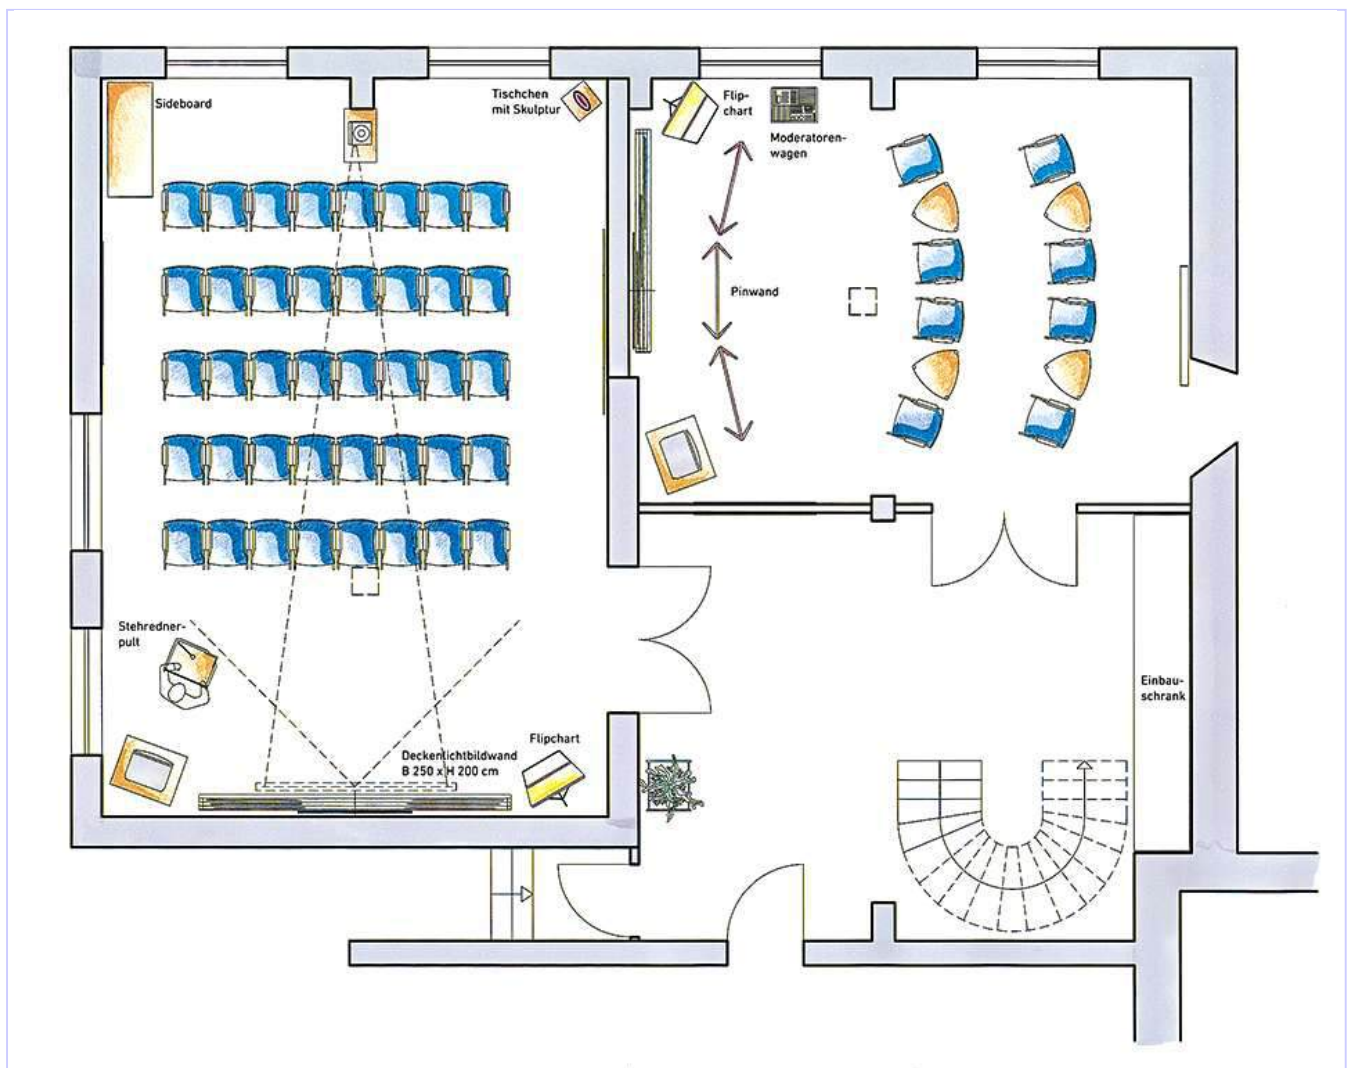 Sideboard
Tischchen
mit Skulptur
Flip-
chart
Moderatoren-
wagen
Pinwand
Stehredner-
pult
Flipchart
Deckenlichtbildwand
B 250 x H 200 cm
Einbau-
schrank